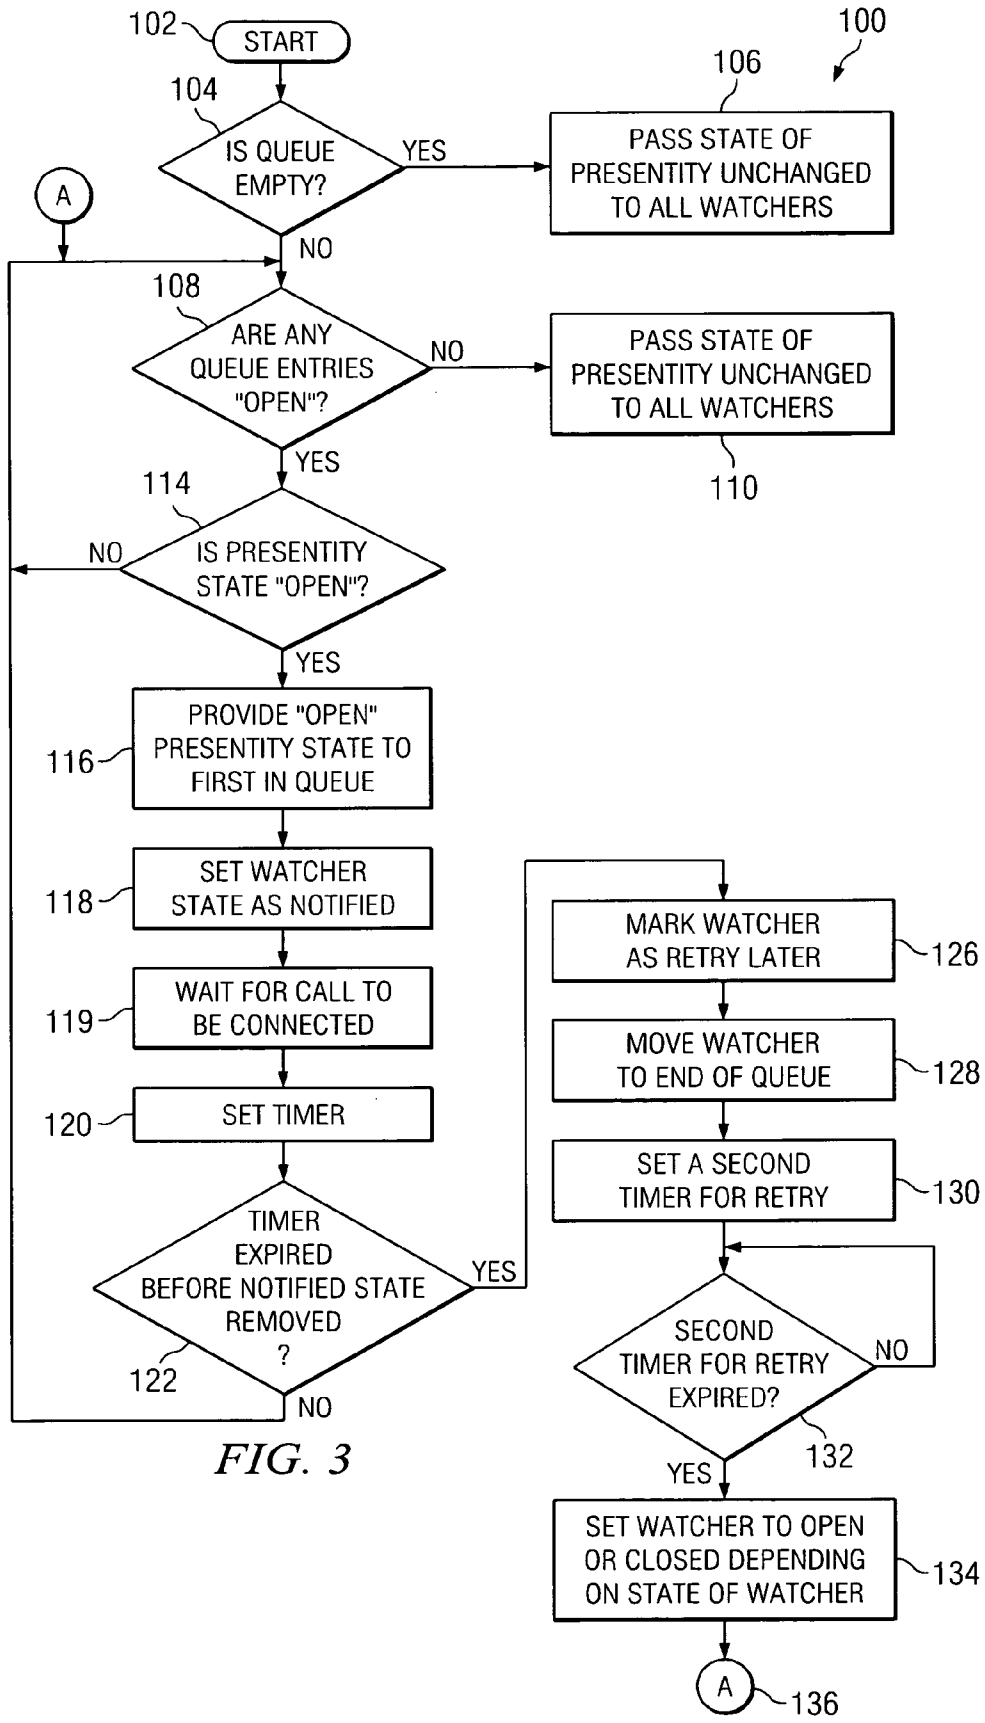 102
START
100
104
IS QUEUE
EMPTY?
YES
106
PASS STATE OF
PRESENTITY UNCHANGED
TO ALL WATCHERS
A
NO
108
ARE ANY
QUEUE ENTRIES
"OPEN"?
NO
PASS STATE OF
PRESENTITY UNCHANGED
TO ALL WATCHERS
110
YES
114
IS PRESENTITY
STATE "OPEN"?
NO
YES
116
PROVIDE "OPEN"
PRESENTITY STATE TO
FIRST IN QUEUE
118
SET WATCHER
STATE AS NOTIFIED
119
WAIT FOR CALL TO
BE CONNECTED
120
SET TIMER
TIMER
EXPIRED
BEFORE NOTIFIED STATE
REMOVED
?
122
YES
NO
MARK WATCHER
AS RETRY LATER
126
MOVE WATCHER
TO END OF QUEUE
128
SET A SECOND
TIMER FOR RETRY
130
SECOND
TIMER FOR RETRY
EXPIRED?
NO
132
YES
SET WATCHER TO OPEN
OR CLOSED DEPENDING
ON STATE OF WATCHER
134
A
136
FIG. 3